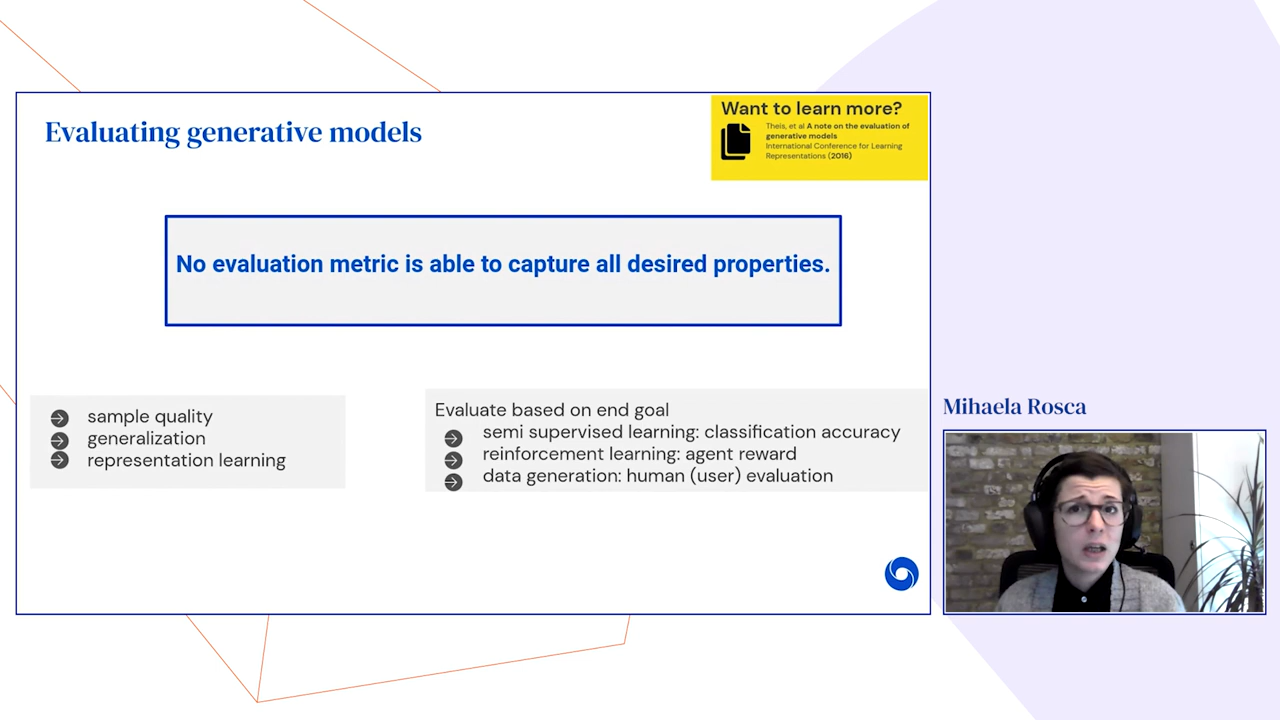 Evaluating generative models
Want to learn more?
Theis, et al A note on the evaluation of
generative models
International Conference for Learning
Representations (2016)
No evaluation metric is able to capture all desired properties.
sample quality
generalization
representation learning
Evaluate based on end goal
semi supervised learning: classification accuracy
reinforcement learning: agent reward
data generation: human (user) evaluation
Mihaela Rosca